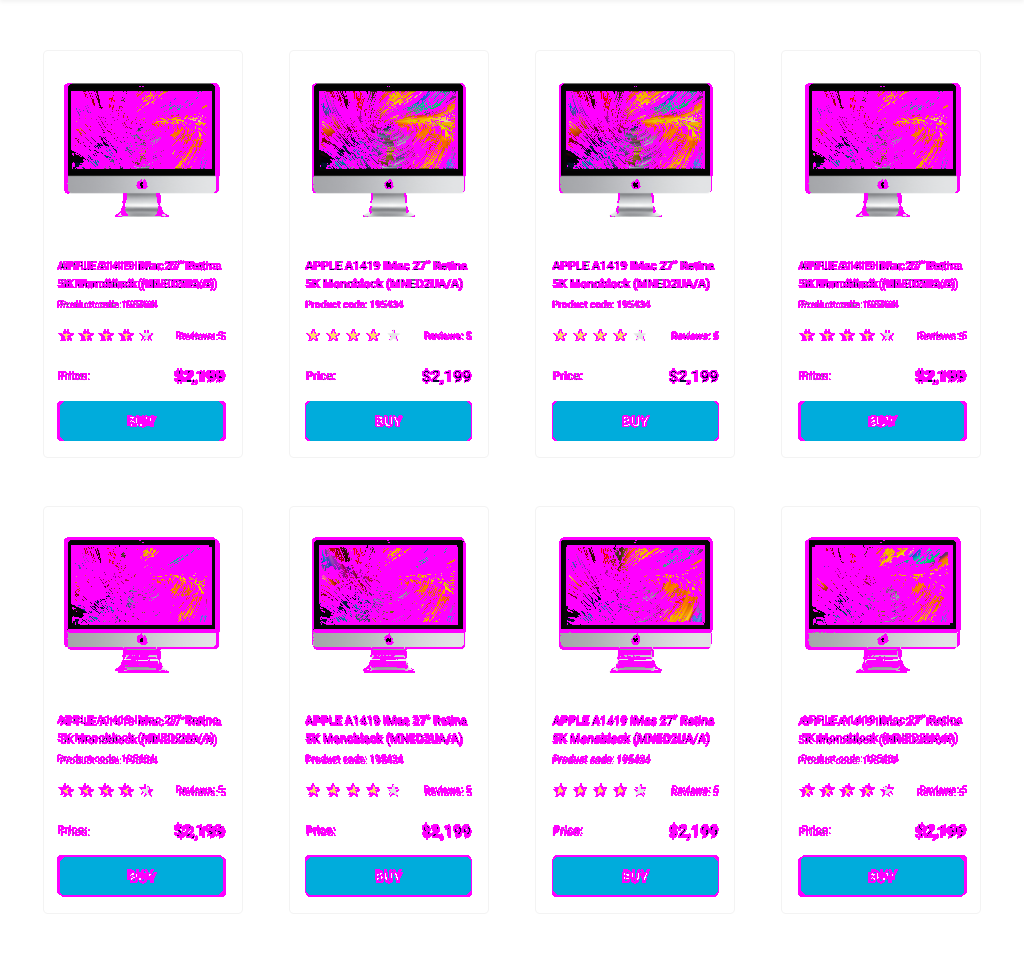 APPLE A1419 iMac 27" Retina
5K Monoblock (MNED2UA/A)
Product code: 195434
Reviews: 5
Price:
$2,199
BUY
APPLE A1419 iMac 27" Retina
5K Monoblock (MNED2UA/A)
Product code: 195434
Reviews: 5
Price:
$2,199
BUY
APPLE A1419 iMac 27" Retina
5K Monoblock (MNED2UA/A)
Product code: 195434
Reviews: 5
Price:
$2,199
BUY
APPLE A1419 iMac 27" Retina
5K Monoblock (MNED2UA/A)
Product code: 195434
Reviews: 5
Price:
$2,199
BUY
APPLE A1419 iMac 27" Retina
5K Monoblock (MNED2UA/A)
Product code: 195434
Reviews: 5
Price:
$2,199
BUY
APPLE A1419 iMac 27" Retina
5K Monoblock (MNED2UA/A)
Product code: 195434
Reviews: 5
Price:
$2,199
BUY
APPLE A1419 iMac 27" Retina
5K Monoblock (MNED2UA/A)
Product code: 195434
Reviews: 5
Price:
$2,199
BUY
APPLE A1419 iMac 27" Retina
5K Monoblock (MNED2UA/A)
Product code: 195434
Reviews: 5
Price:
$2,199
BUY